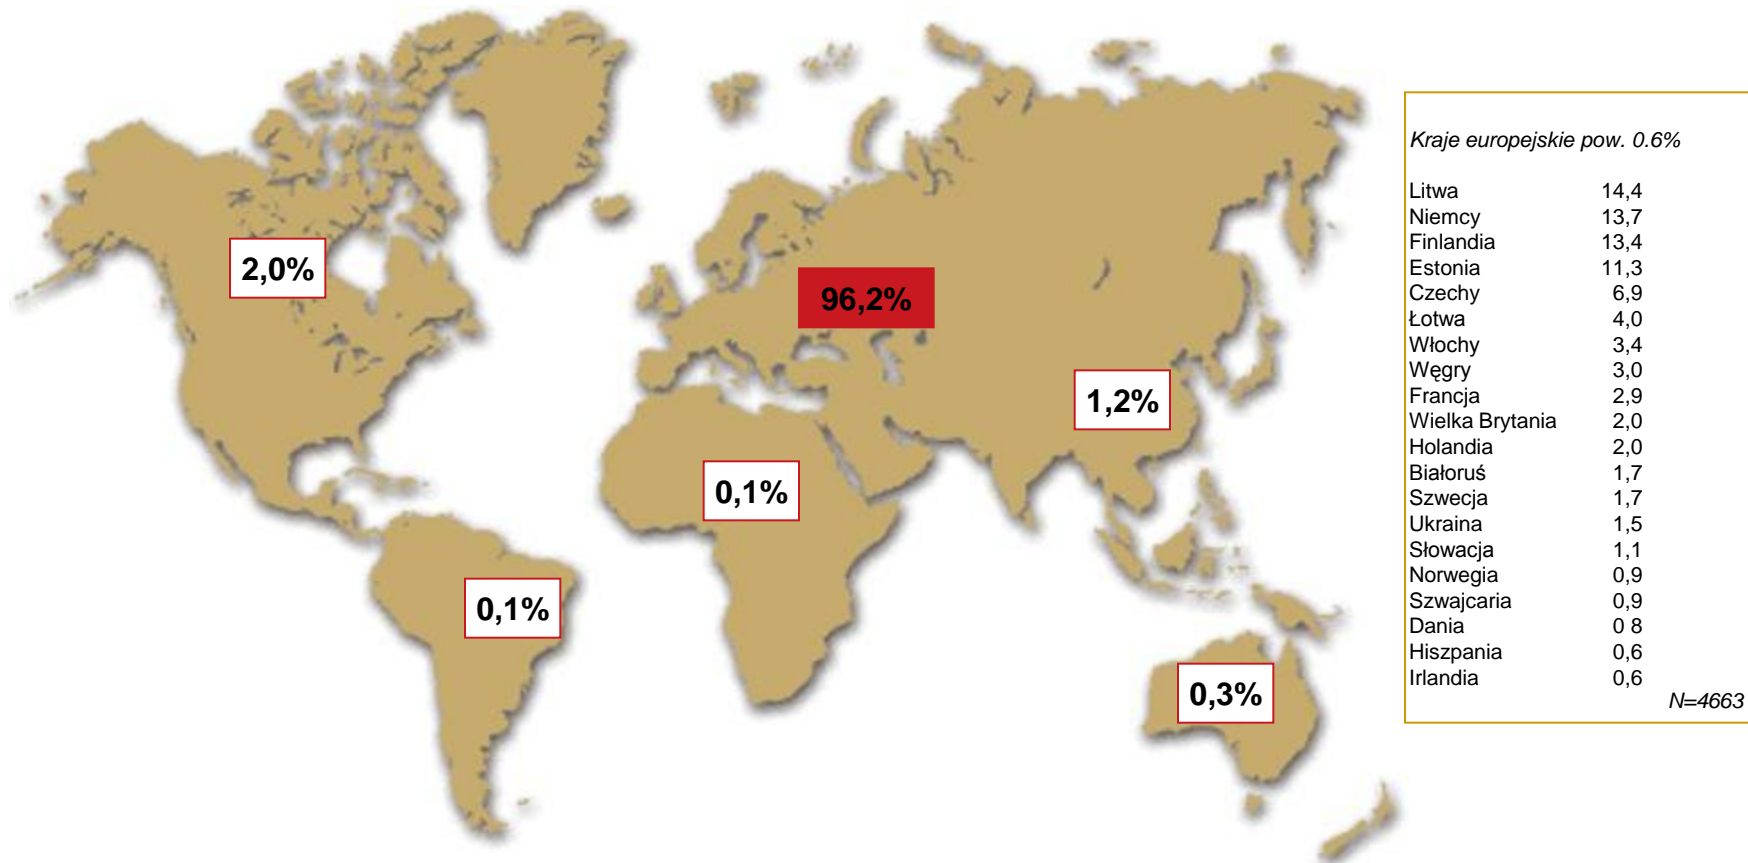 2,0%
96,2%
1,2%
0,1%
0,1%
0,3%
Kraje europejskie pow. 0.6%
Litwa 14,4
Niemcy 13,7
Finlandia 13,4
Estonia 11,3
Czechy 6,9
Łotwa 4,0
Włochy 3,4
Węgry 3,0
Francja 2,9
Wielka Brytania 2,0
Holandia 2,0
Białoruś 1,7
Szwecja 1,7
Ukraina 1,5
Słowacja 1,1
Norwegia 0,9
Szwajcaria 0,9
Dania 0 8
Hiszpania 0,6
Irlandia 0,6
N=4663